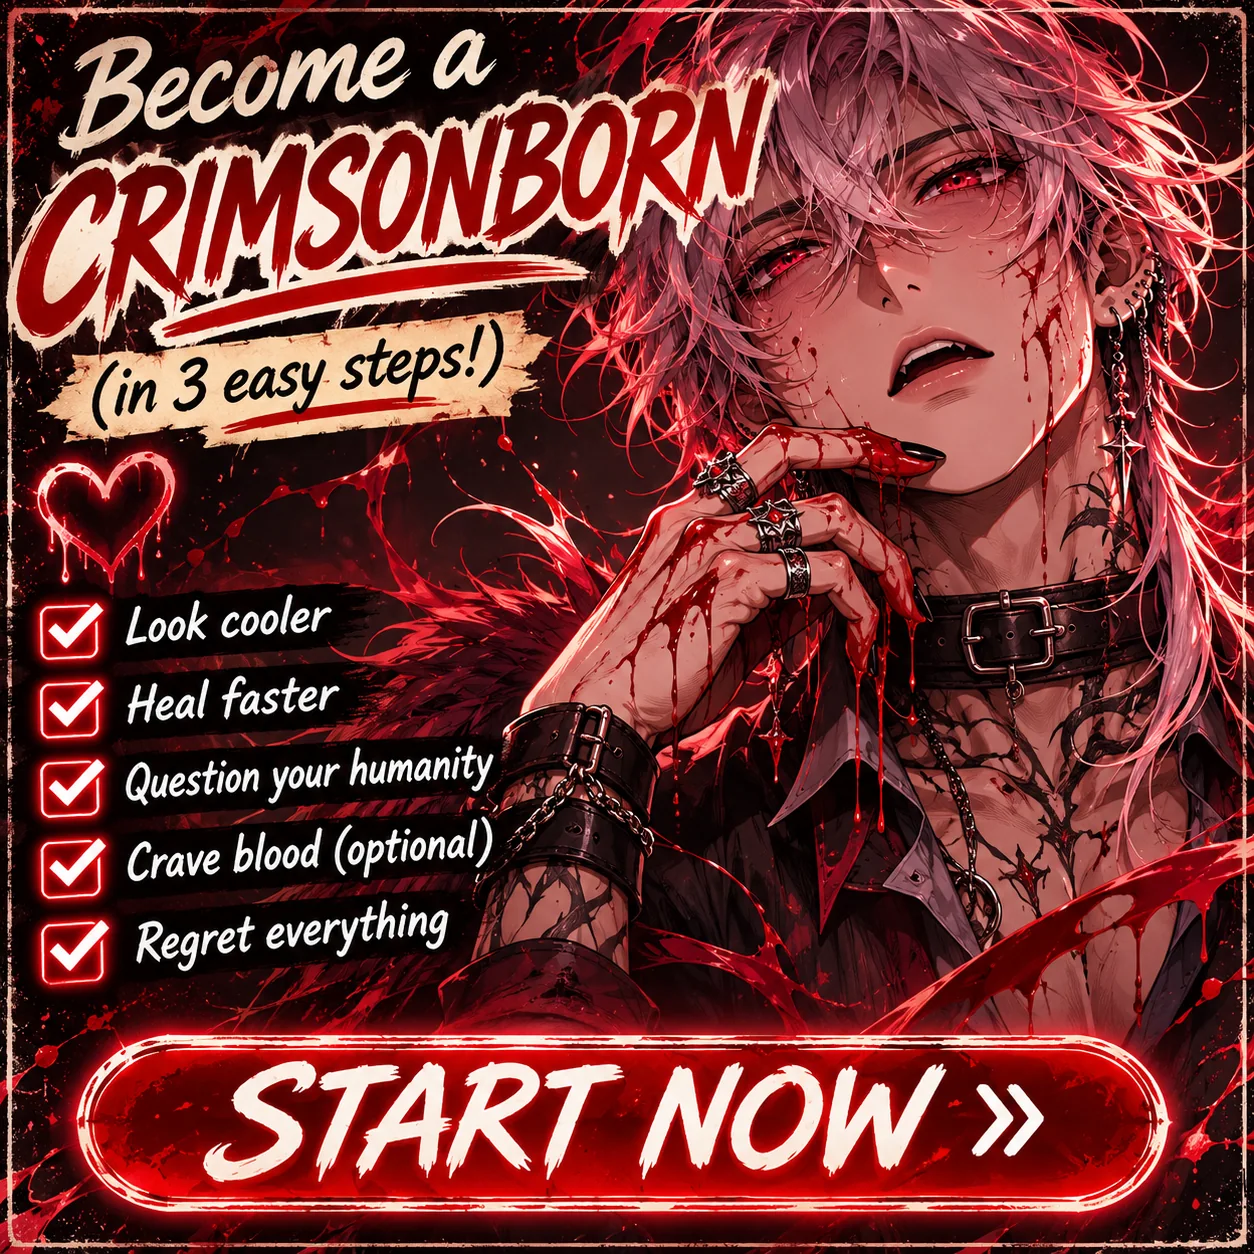 Become a
CRIMSONBORN
(in 3 easy steps!)
Look cooler
Heal faster
Question your humanity
Crave blood (optional)
Regret everything
START NOW »